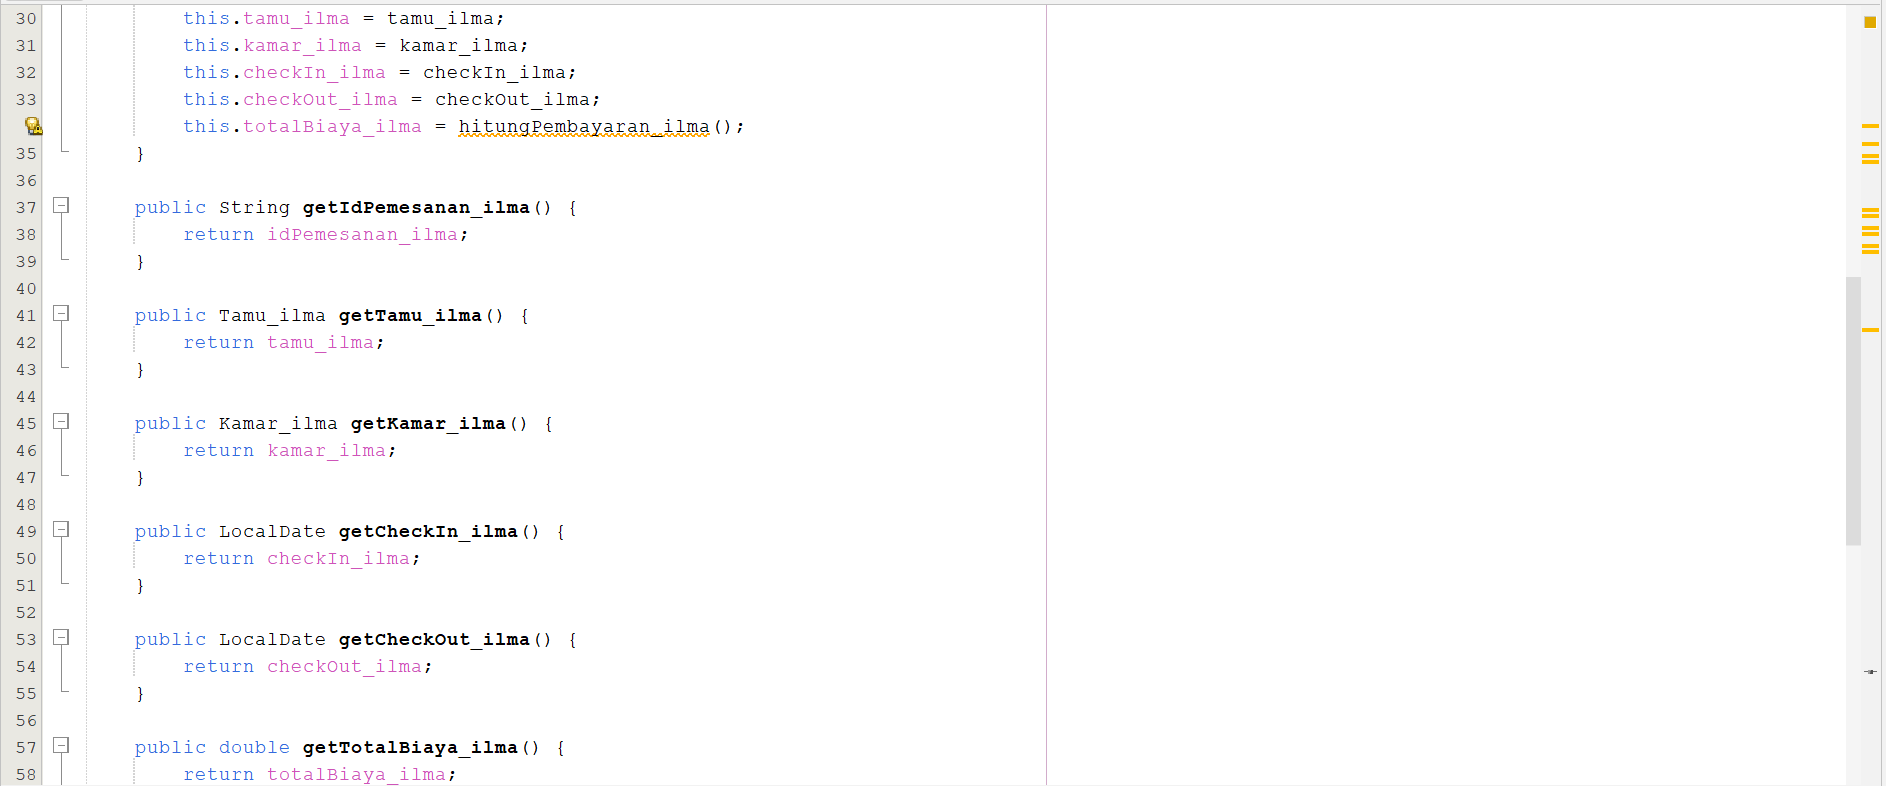 30 this.tamu_ilma = tamu_ilma;
31 this.kamar_ilma = kamar_ilma;
32 this.checkIn_ilma = checkIn_ilma;
33 this.checkOut_ilma = checkOut_ilma;
this.totalBiaya_ilma = hitungPembayaran_ilma();
35 }
36
37 public String getIdPemesanan_ilma() {
38 return idPemesanan_ilma;
39 }
40
41 public Tamu_ilma getTamu_ilma() {
42 return tamu_ilma;
43 }
44
45 public Kamar_ilma getKamar_ilma() {
46 return kamar_ilma;
47 }
48
49 public LocalDate getCheckIn_ilma() {
50 return checkIn_ilma;
51 }
52
53 public LocalDate getCheckOut_ilma() {
54 return checkOut_ilma;
55 }
56
57 public double getTotalBiaya_ilma() {
58 return totalBiaya_ilma;